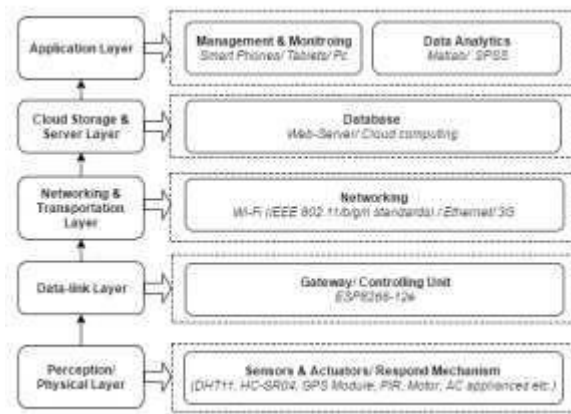 Application Layer
Management & Monitroing
Smart Phones/ Tablets/ Pc
Data Analytics
Matlab/ SPSS
Cloud Storage &
Server Layer
Database
Web-Server/ Cloud computing
Networking &
Transportation
Layer
Networking
Wi-Fi (IEEE 802.11/b/g/n standards) / Ethernet/ 3G
Data-link Layer
Gateway/ Controlling Unit
ESP8266-12e
Perception/
Physical Layer
Sensors & Actuators/ Respond Mechanism
(DHT11, HC-SR04, GPS Module, PIR, Motor, AC appliances etc.)